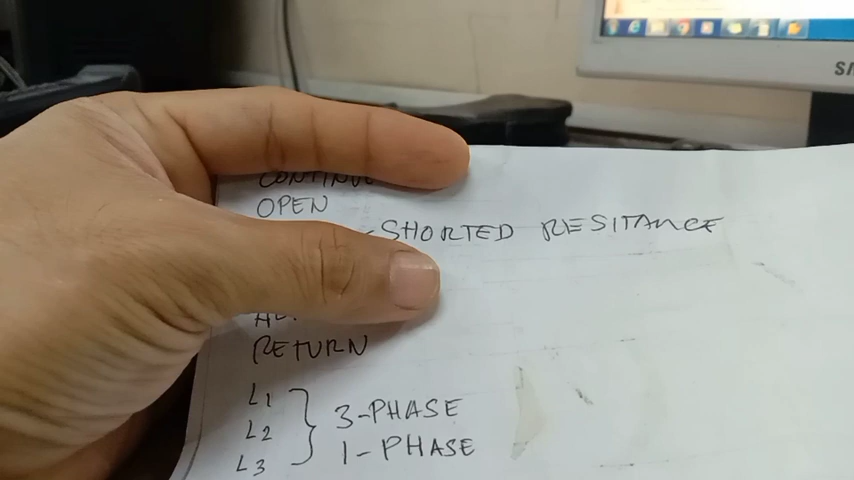 OPEN
SHORTED RESITANCE
RETURN
L1
L2
L3
3-PHASE
1-PHASE